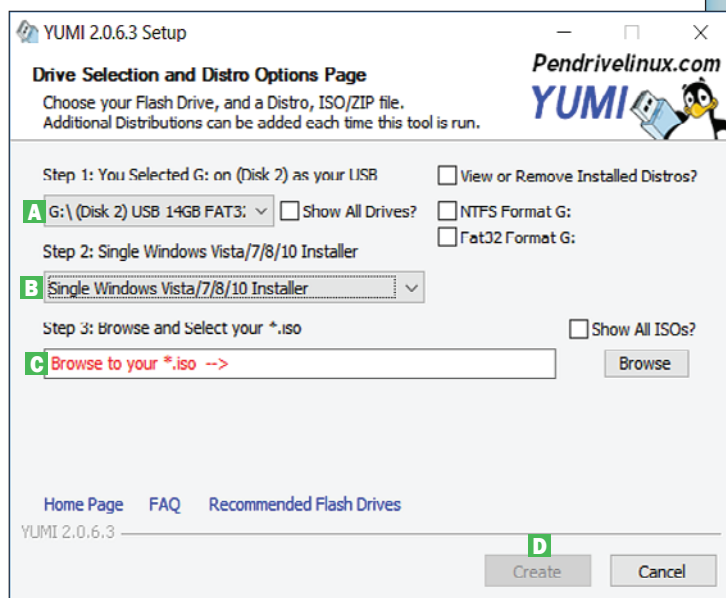 YUMI 2.0.6.3 Setup
Drive Selection and Distro Options Page
Choose your Flash Drive, and a Distro, ISO/ZIP file.
Additional Distributions can be added each time this tool is run.
Pendrivelinux.com
YUMI
Step 1: You Selected G: on (Disk 2) as your USB
View or Remove Installed Distros?
A
G:\ (Disk 2) USB 14GB FAT32
Show All Drives?
NTFS Format G:
Fat32 Format G:
Step 2: Single Windows Vista/7/8/10 Installer
B
Single Windows Vista/7/8/10 Installer
Step 3: Browse and Select your *.iso
Show All ISOs?
C
Browse to your *.iso -->
Browse
Home Page FAQ Recommended Flash Drives
YUMI 2.0.6.3
D
Create
Cancel